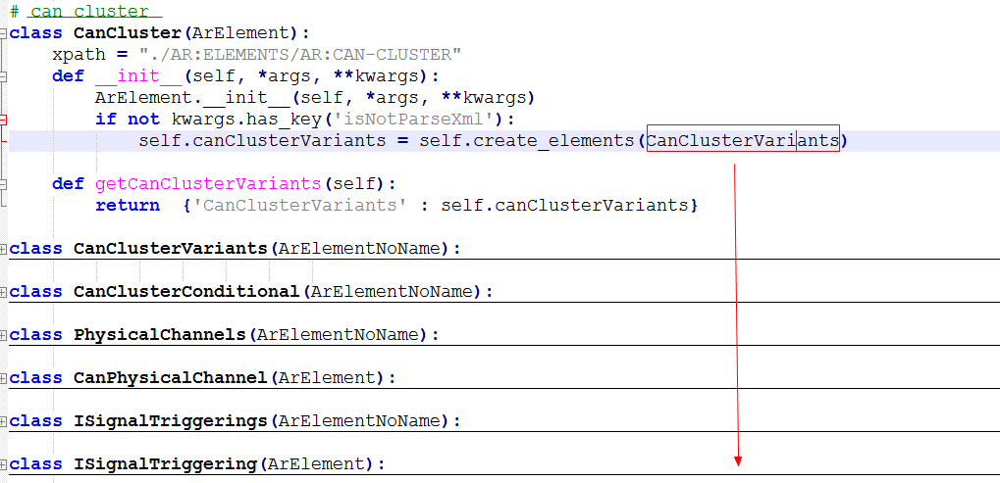 # can cluster
class CanCluster(ArElement):
    xpath = "./AR:ELEMENTS/AR:CAN-CLUSTER"
    def __init__(self, *args, **kwargs):
        ArElement.__init__(self, *args, **kwargs)
        if not kwargs.has_key('isNotParseXml'):
            self.canClusterVariants = self.create_elements(CanClusterVariants)
    def getCanClusterVariants(self):
        return  {'CanClusterVariants' : self.canClusterVariants}
class CanClusterVariants(ArElementNoName):
class CanClusterConditional(ArElementNoName):
class PhysicalChannels(ArElementNoName):
class CanPhysicalChannel(ArElement):
class ISignalTriggerings(ArElementNoName):
class ISignalTriggering(ArElement):